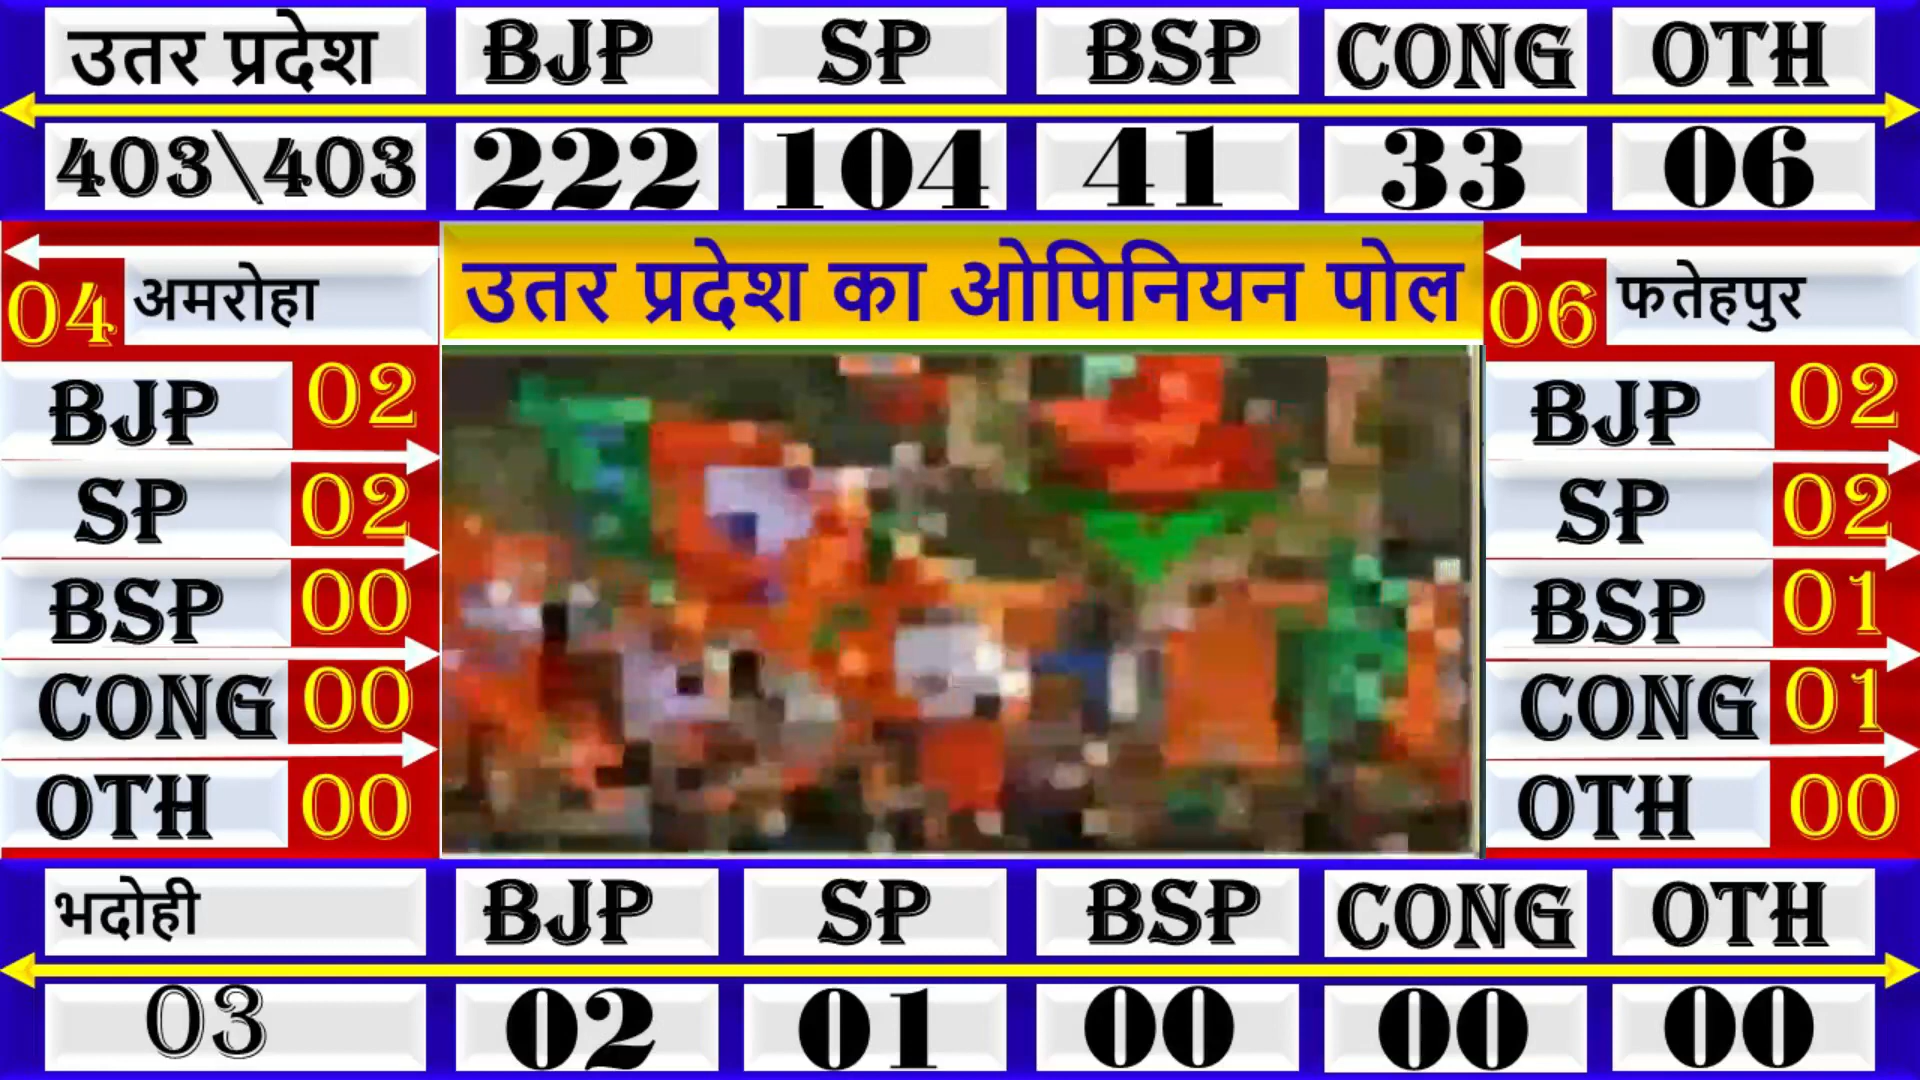 उतर प्रदेश BJP SP BSP CONG OTH
403\403 222 104 41 33 06
उतर प्रदेश का ओपिनियन पोल
04 अमरोहा
BJP 02
SP 02
BSP 00
CONG 00
OTH 00
06 फतेहपुर
BJP 02
SP 02
BSP 01
CONG 01
OTH 00
भदोही BJP SP BSP CONG OTH
03 02 01 00 00 00